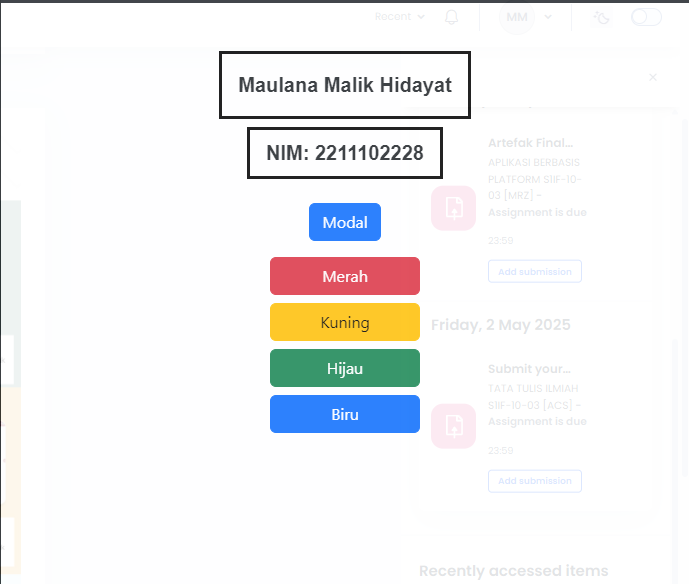 Recent
MM
Maulana Malik Hidayat
NIM: 2211102228
Modal
Merah
Kuning
Hijau
Biru
Artefak Final...
APLIKASI BERBASIS
PLATFORM S1IF-10-
03 [MRZ] -
Assignment is due
23:59
Add submission
Friday, 2 May 2025
Submit your...
TATA TULIS ILMIAH
S1IF-10-03 [ACS] -
Assignment is due
23:59
Add submission
Recently accessed items